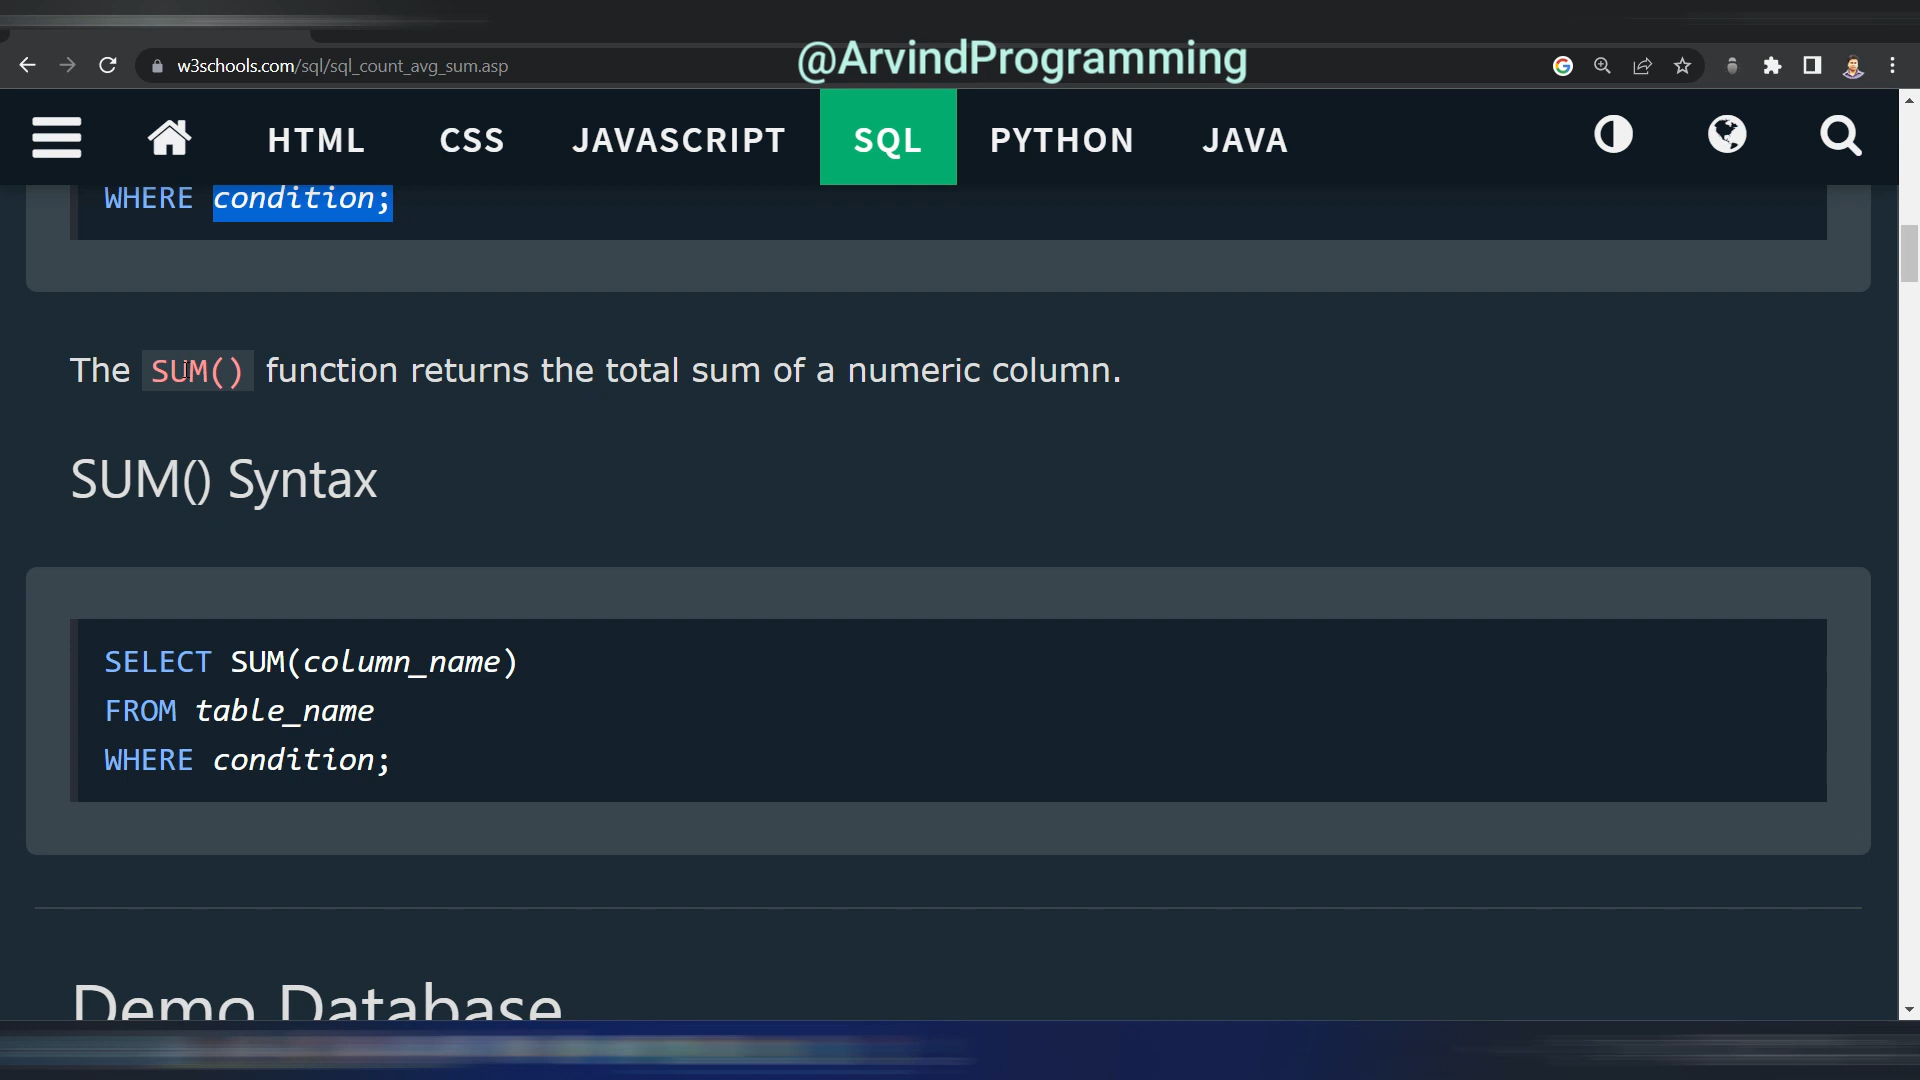 @ArvindProgramming
w3schools.com/sql/sql_count_avg_sum.asp
HTML CSS JAVASCRIPT SQL PYTHON JAVA
WHERE condition;
The SUM() function returns the total sum of a numeric column.
SUM() Syntax
SELECT SUM(column_name)
FROM table_name
WHERE condition;
Demo Database